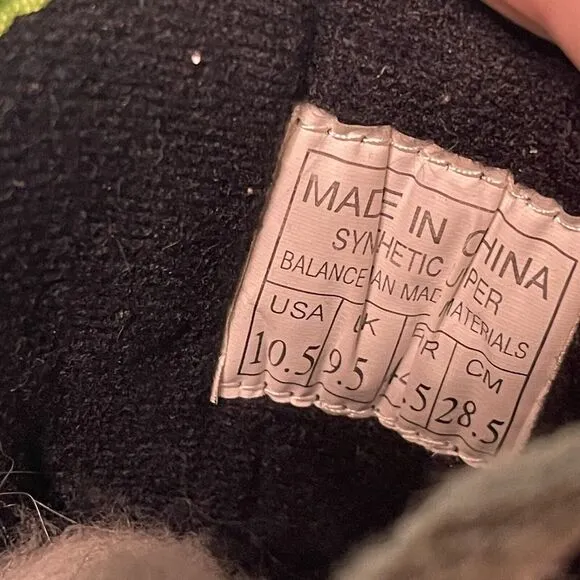 MADE IN CHINA
SYNTHETIC UPPER
BALANCE MAN MADE MATERIALS
USA UK FR CM
10.5 9.5 28.5